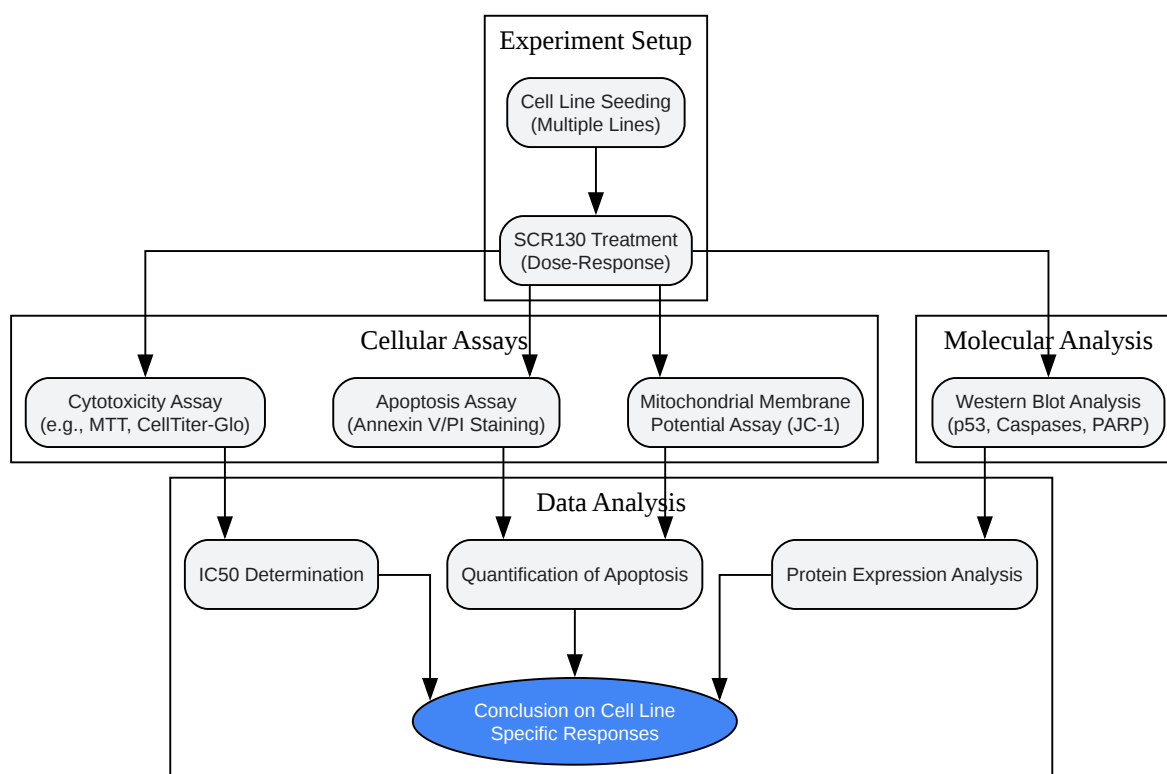 Experiment Setup
Cell Line Seeding
(Multiple Lines)
SCR130 Treatment
(Dose-Response)
Cellular Assays
Molecular Analysis
Cytotoxicity Assay
(e.g., MTT, CellTiter-Glo)
Apoptosis Assay
(Annexin V/PI Staining)
Mitochondrial Membrane
Potential Assay (JC-1)
Western Blot Analysis
(p53, Caspases, PARP)
Data Analysis
IC50 Determination
Quantification of Apoptosis
Protein Expression Analysis
Conclusion on Cell Line
Specific Responses